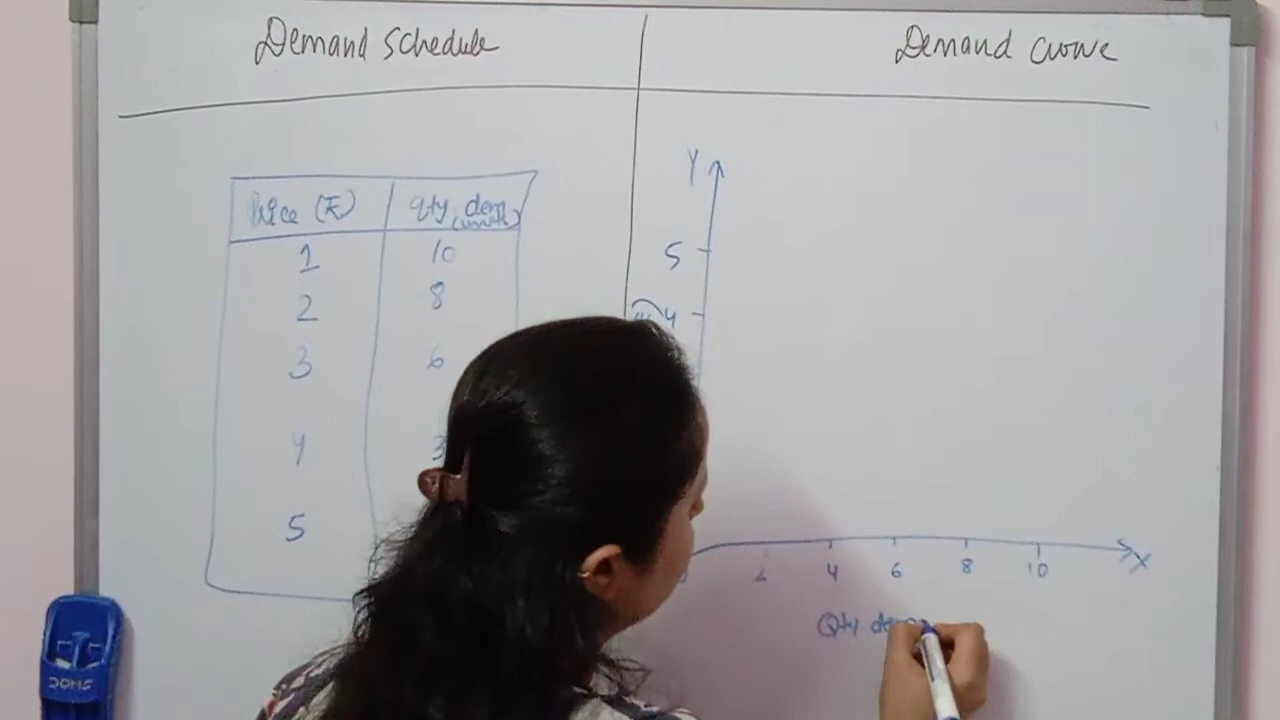 Demand Schedule
Demand curve
Price (₹) Qty dem (units)
1 10
2 8
3 6
4 3
5
Y
5
4
2 4 6 8 10 X
Qty dem